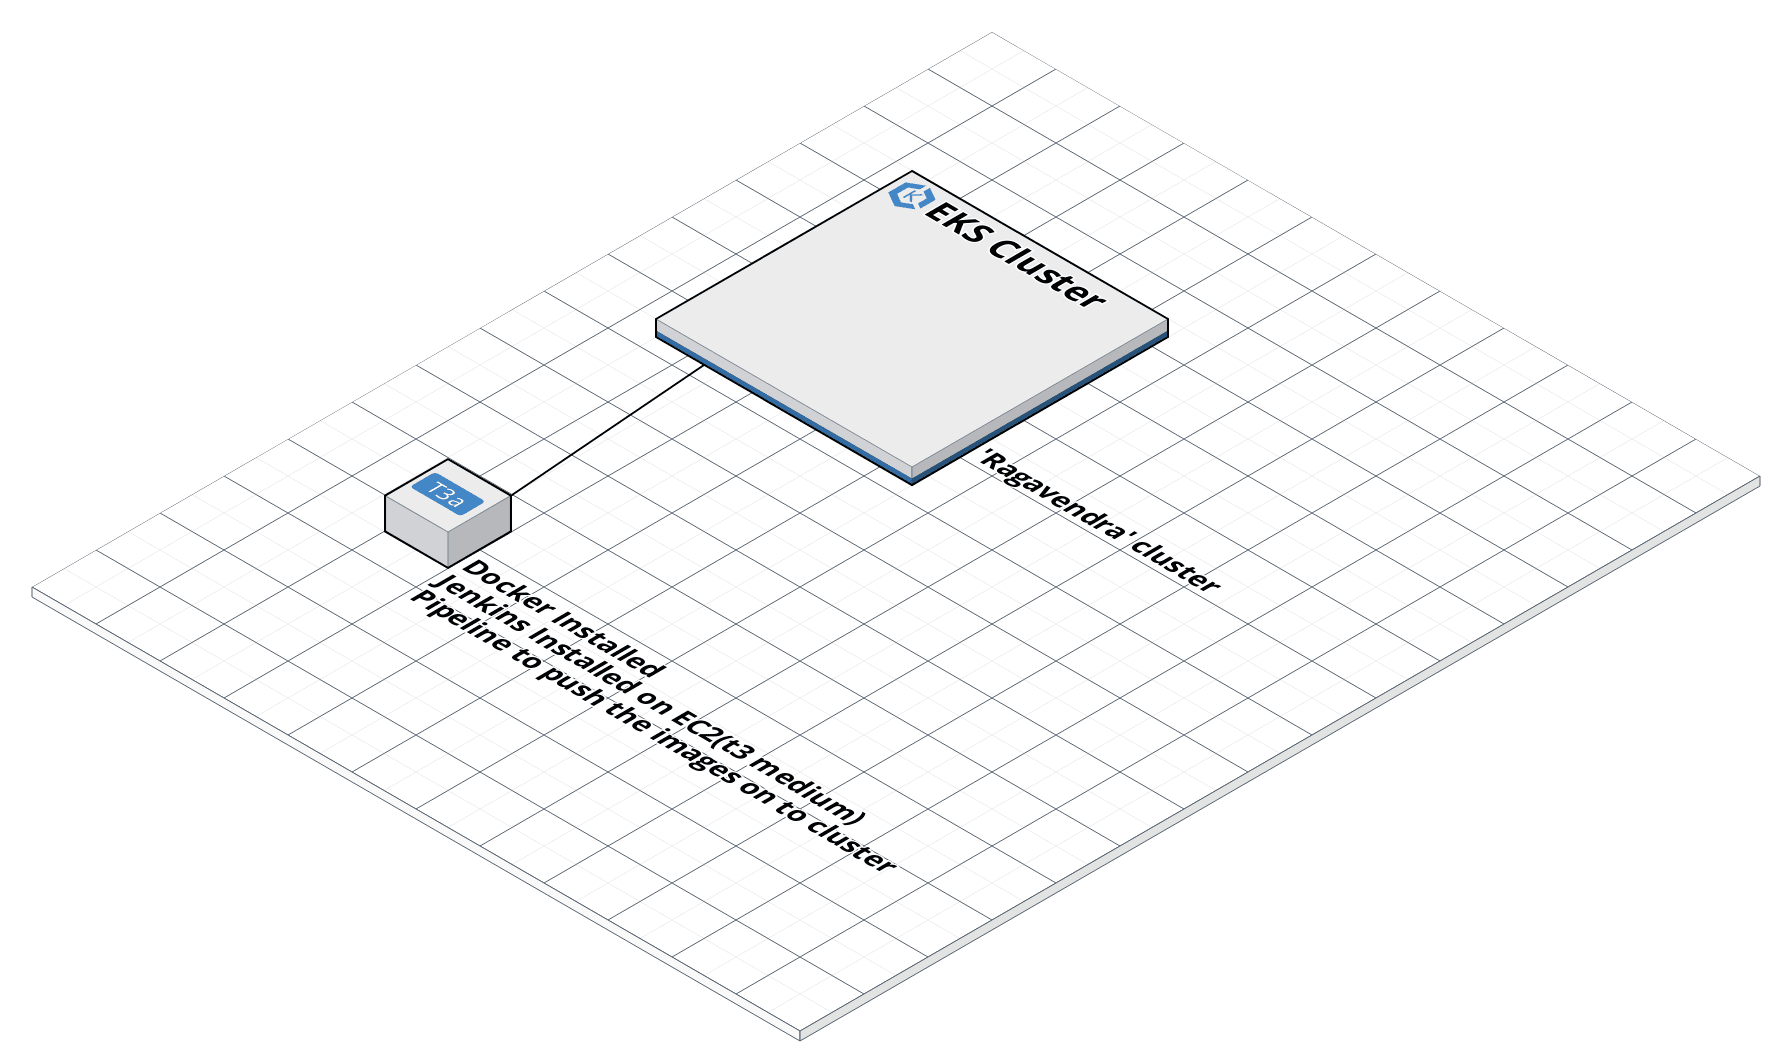 K
EKS Cluster
'Ragavendra' cluster
T3a
Docker Installed
Jenkins Installed on EC2(t3 medium)
Pipeline to push the images on to cluster